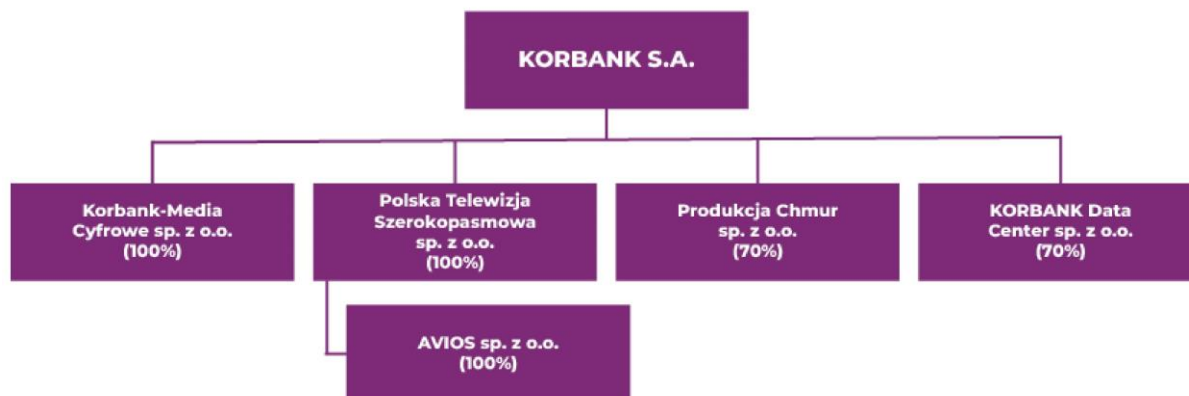 KORBANK S.A.
Korbank-Media
Cyfrowe sp. z o.o.
(100%)
Polska Telewizja
Szerokopasmowa
sp. z o.o.
(100%)
Produkcja Chmur
sp. z o.o.
(70%)
KORBANK Data
Center sp. z o.o.
(70%)
AVIOS sp. z o.o.
(100%)